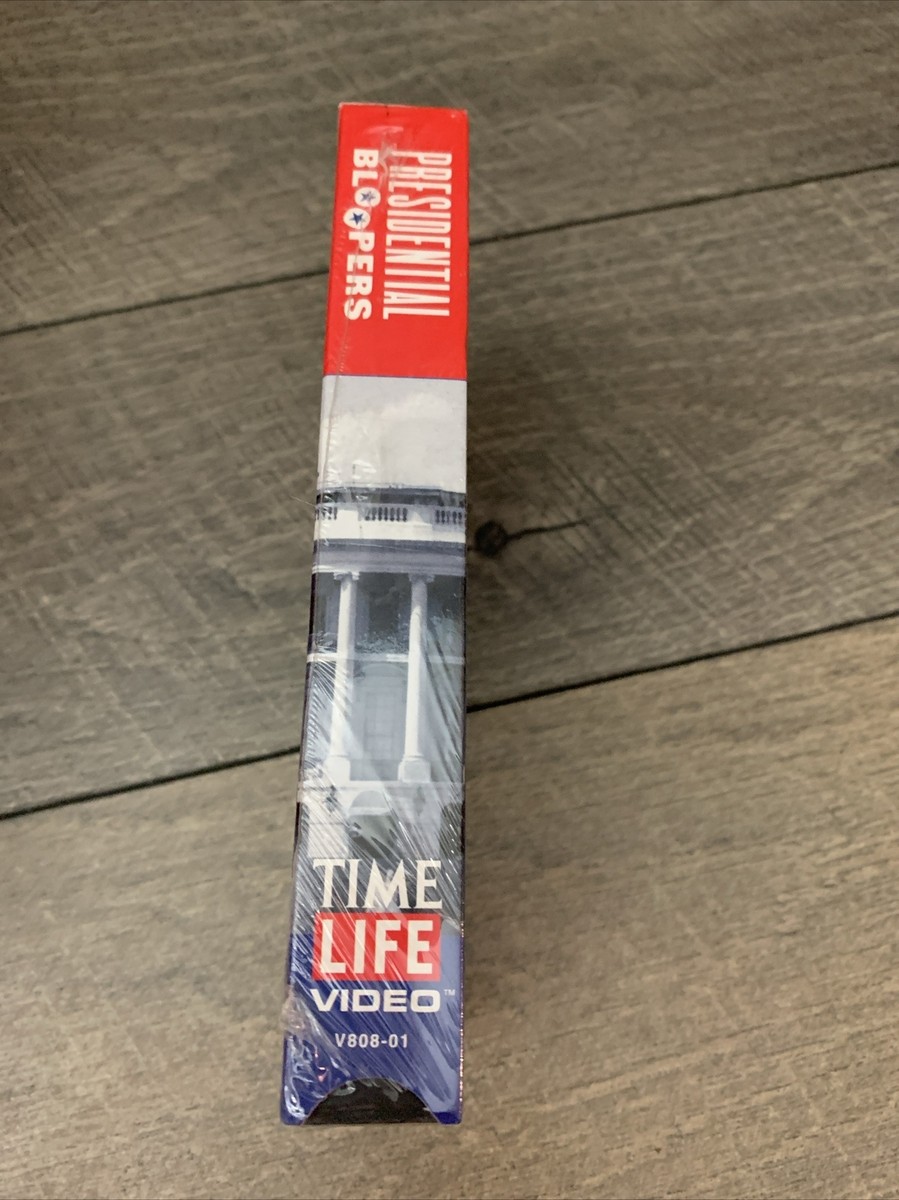 PRESIDENTIAL
BLOOPERS
TIME
LIFE
VIDEO™
V808-01